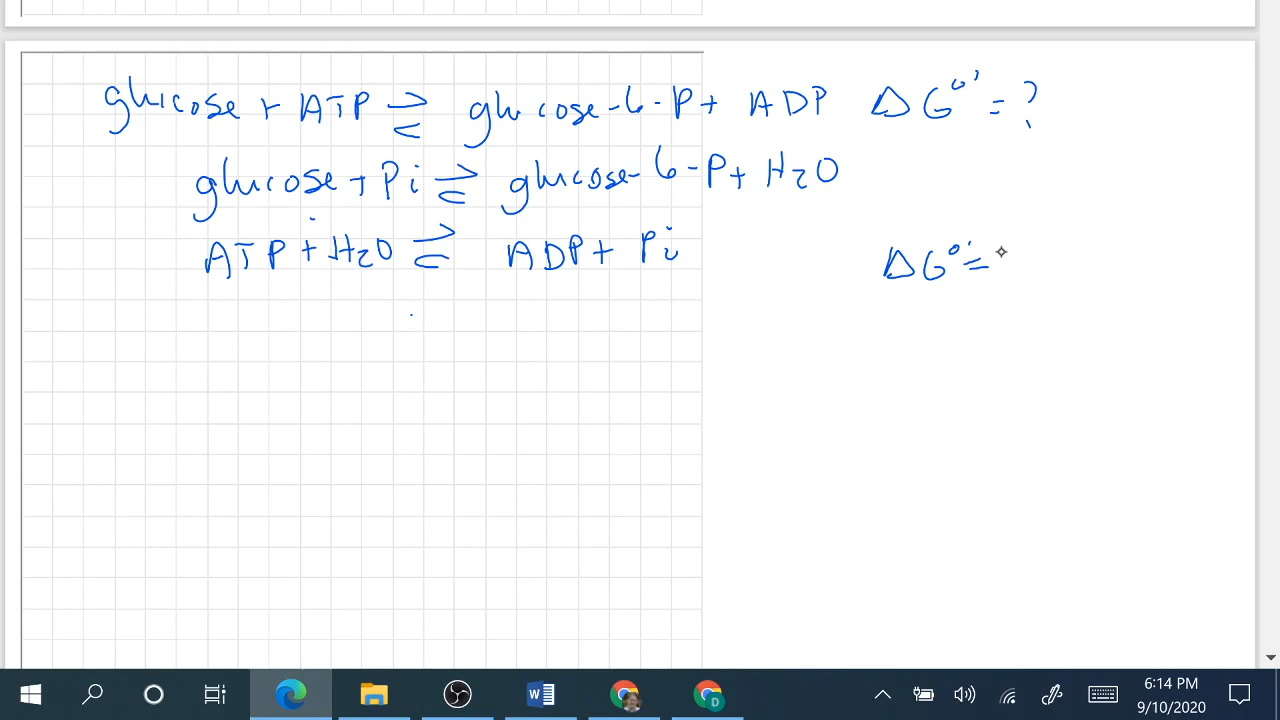 glucose + ATP ⇌ glucose-6-P + ADP ΔG°' = ?
glucose + Pi ⇌ glucose-6-P + H2O
ATP + H2O ⇌ ADP + Pi ΔG°' =
6:14 PM
9/10/2020